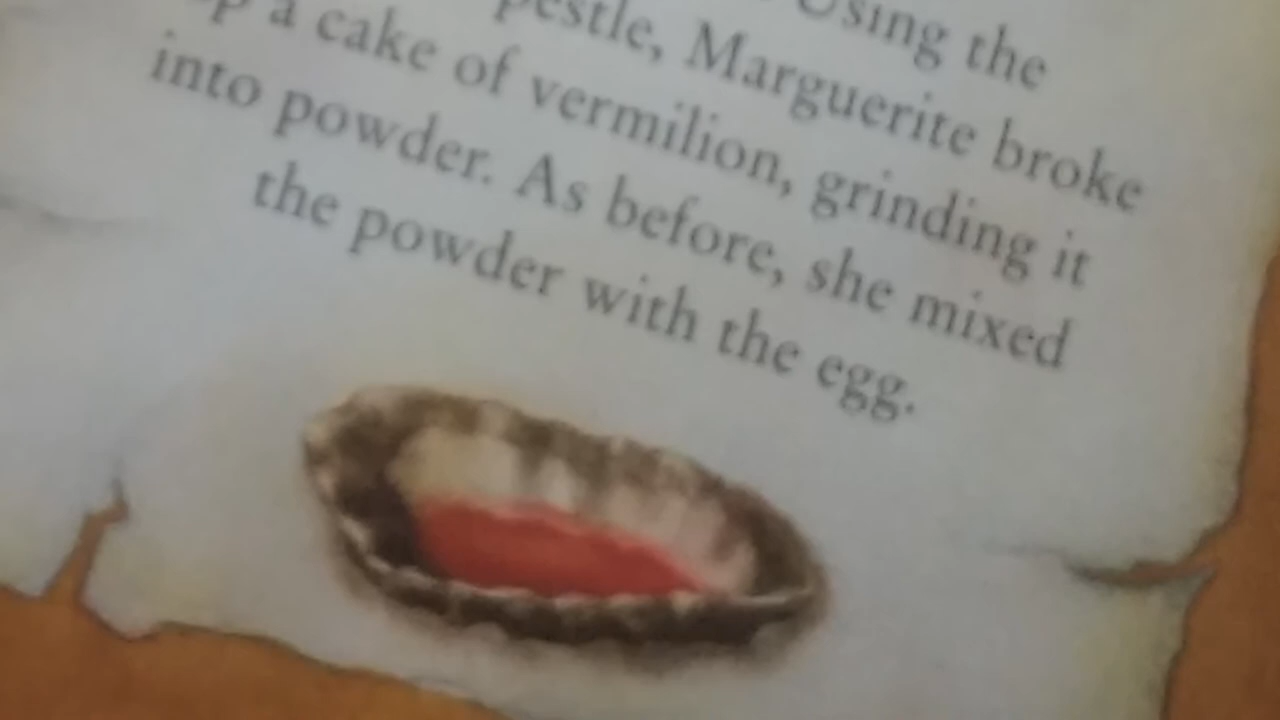 Using the
pestle, Marguerite broke
up a cake of vermilion, grinding it
into powder. As before, she mixed
the powder with the egg.